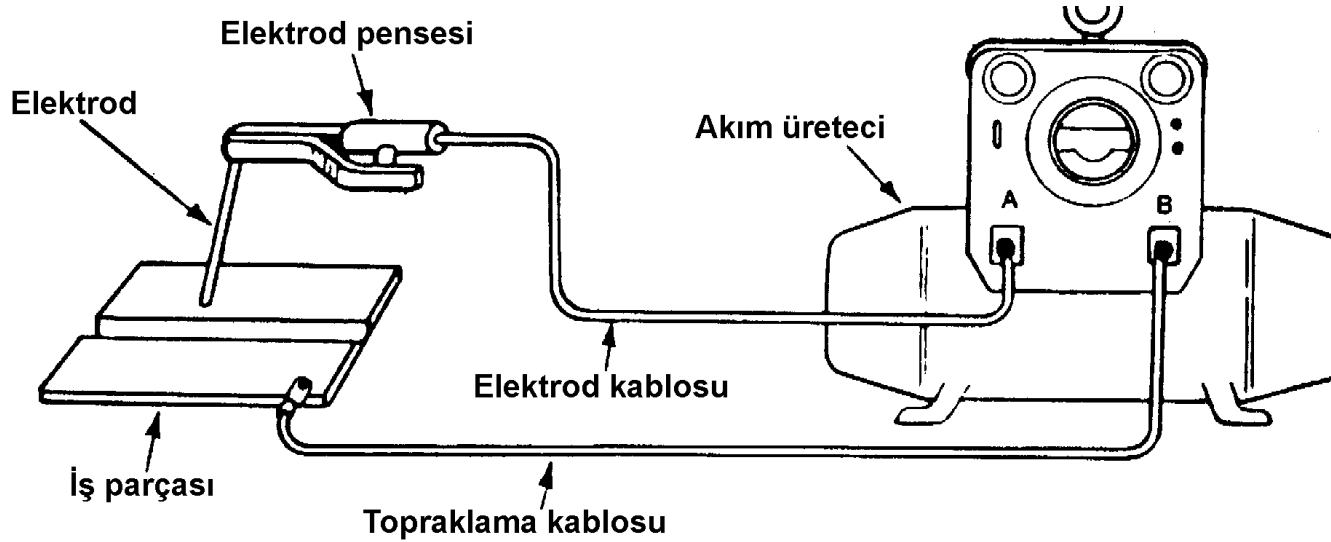 Elektrod pensesi
Elektrod
Akım üreteci
A
B
Elektrod kablosu
İş parçası
Topraklama kablosu